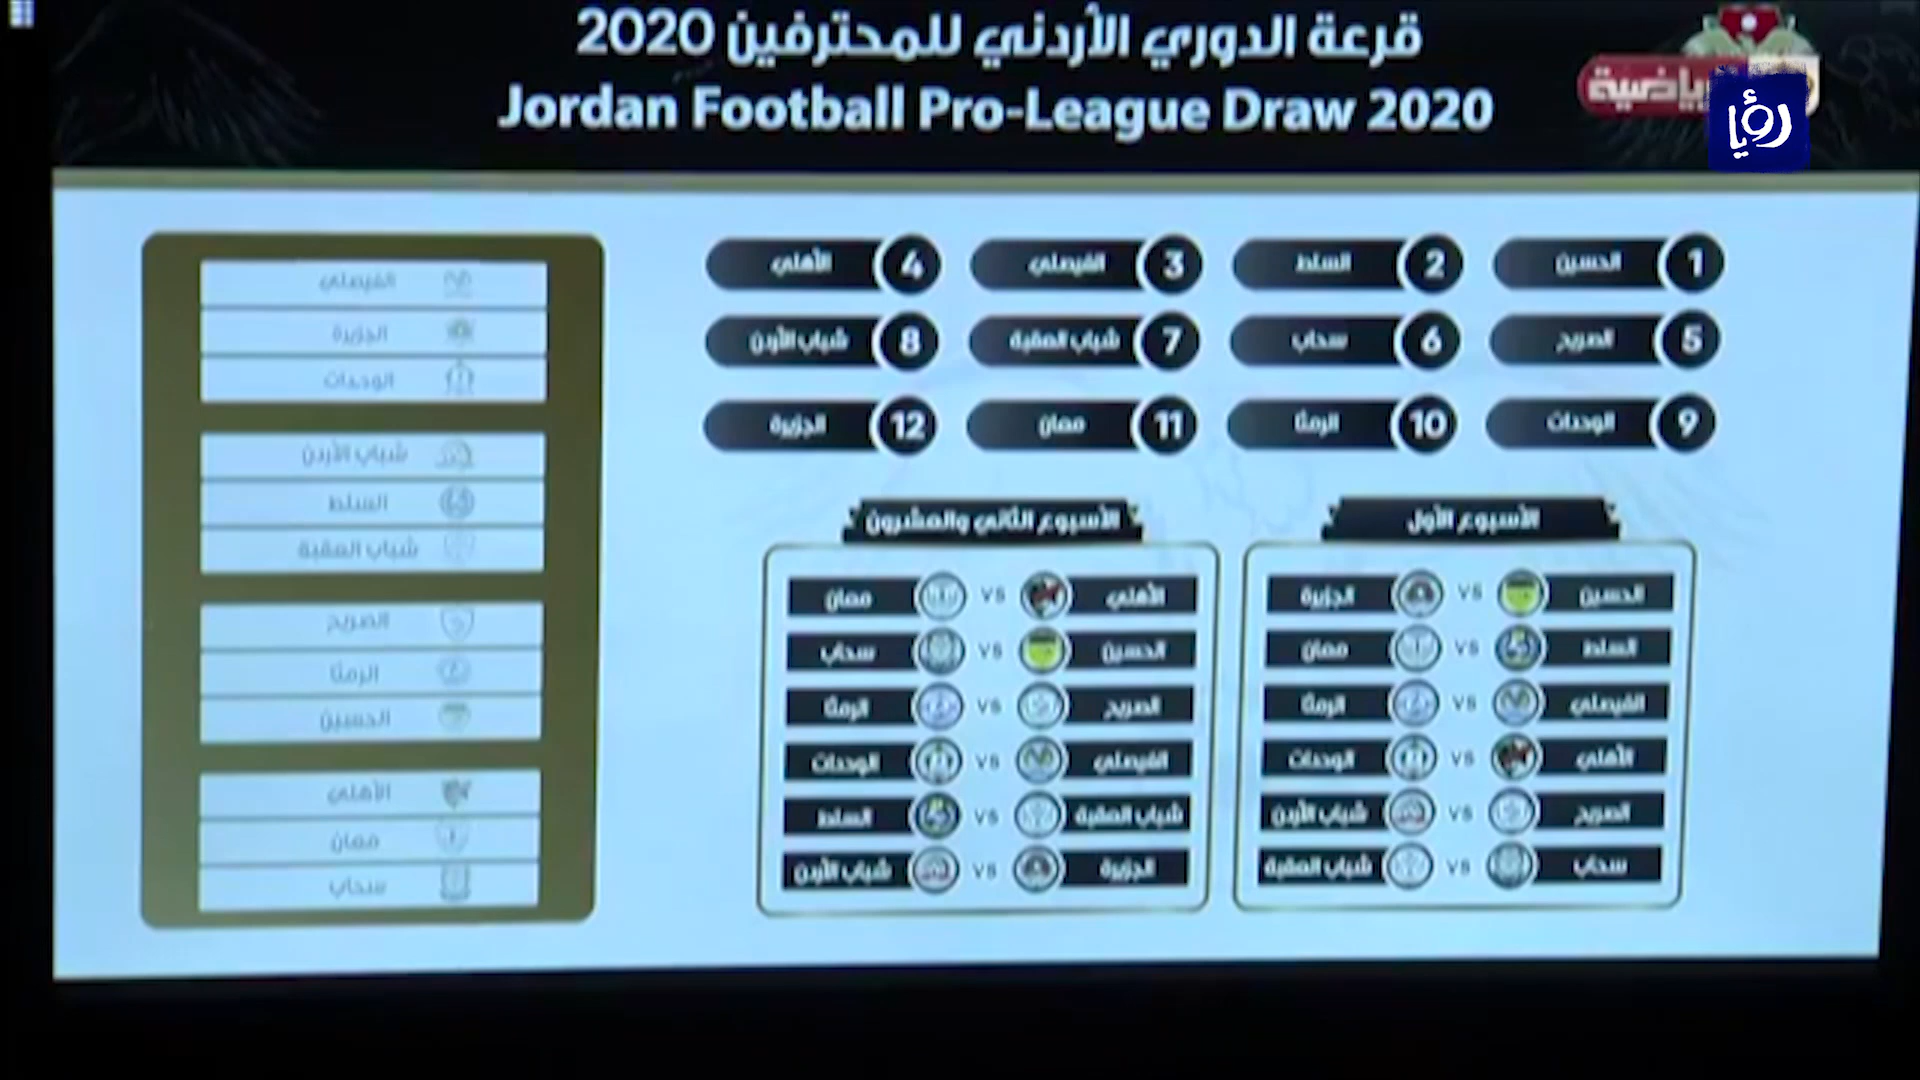 قرعة الدوري الأردني للمحترفين 2020
Jordan Football Pro-League Draw 2020
رؤيا
1 الحسين
2 السلط
3 الفيصلي
4 الأهلي
5 الصريح
6 سحاب
7 شباب العقبة
8 شباب الأردن
9 الوحدات
10 الرمثا
11 معان
12 الجزيرة
الأسبوع الأول
الحسين VS الجزيرة
السلط VS معان
الفيصلي VS الرمثا
الأهلي VS الوحدات
الصريح VS شباب الأردن
سحاب VS شباب العقبة
الأسبوع الثاني والعشرون
الأهلي VS معان
الحسين VS سحاب
الصريح VS الرمثا
الفيصلي VS الوحدات
شباب العقبة VS السلط
الجزيرة VS شباب الأردن
الفيصلي
الجزيرة
الوحدات
شباب الأردن
السلط
شباب العقبة
الصريح
الرمثا
الحسين
الأهلي
معان
سحاب